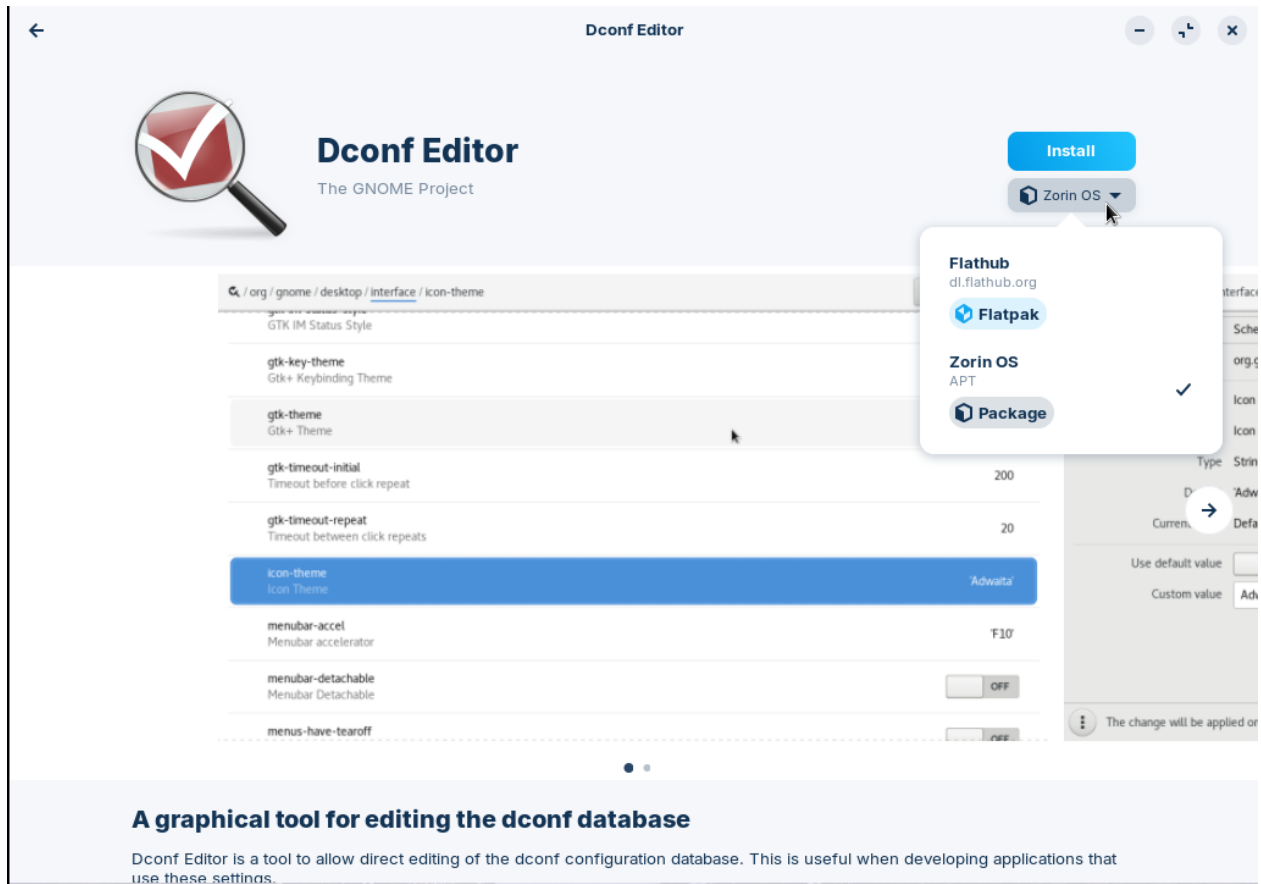 Dconf Editor
Dconf Editor
The GNOME Project
Install
Zorin OS
Flathub
dl.flathub.org
Flatpak
Zorin OS
APT
Package
/ org / gnome / desktop / interface / icon-theme
GTK IM Status Style
gtk-key-theme
Gtk+ Keybinding Theme
gtk-theme
Gtk+ Theme
gtk-timeout-initial
Timeout before click repeat
200
gtk-timeout-repeat
Timeout between click repeats
20
icon-theme
Icon Theme
'Adwaita'
menubar-accel
Menubar accelerator
'F10'
menubar-detachable
Menubar Detachable
OFF
menus-have-tearoff
OFF
Icon
Icon
Type
Use default value
Custom value
The change will be applied
A graphical tool for editing the dconf database
Dconf Editor is a tool to allow direct editing of the dconf configuration database. This is useful when developing applications that
use these settings.